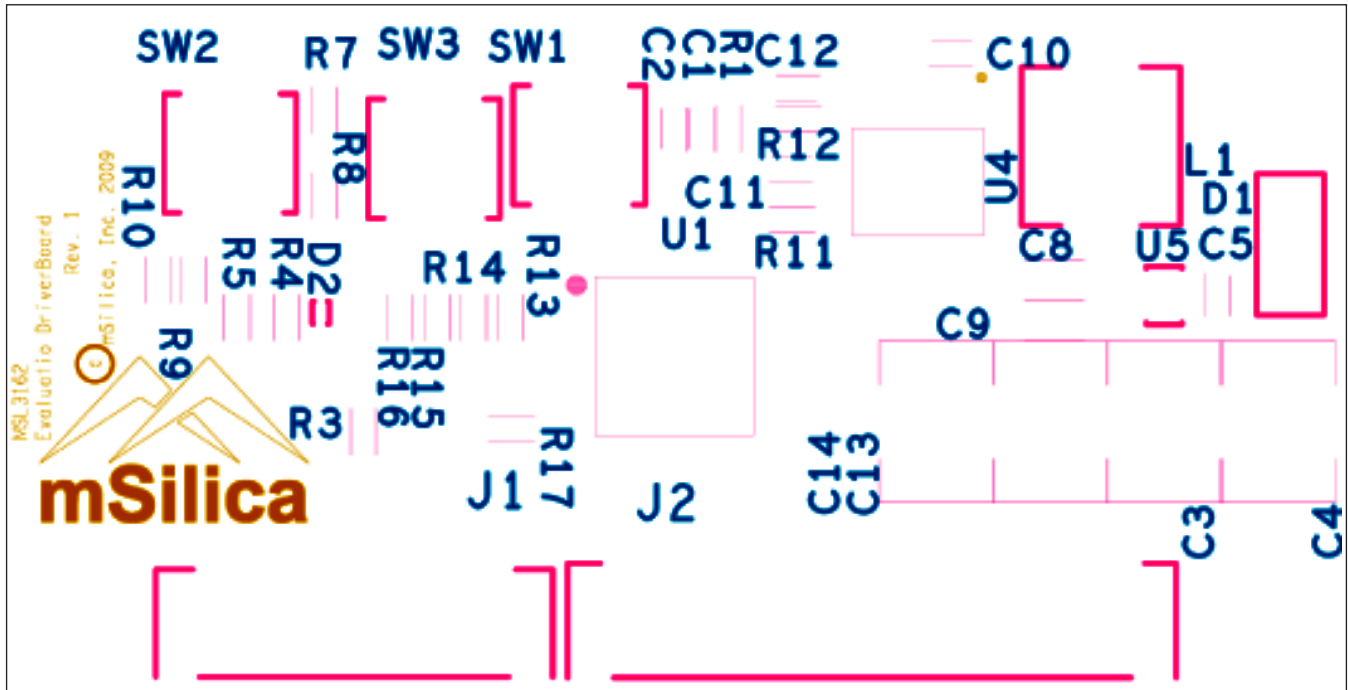 SW2
R7
SW3
SW1
C2
C1
R1
C12
C10
R8
R12
U4
L1
R10
C11
D1
U1
R11
C8
U5
C5
R5
R4
D2
R14
R13
C9
R9
R16
R15
R3
R17
J1
J2
C14
C13
C3
C4
MSL3162
Evaluatio DriverBoard
Rev. 1
c mSilica, Inc. 2009
mSilica